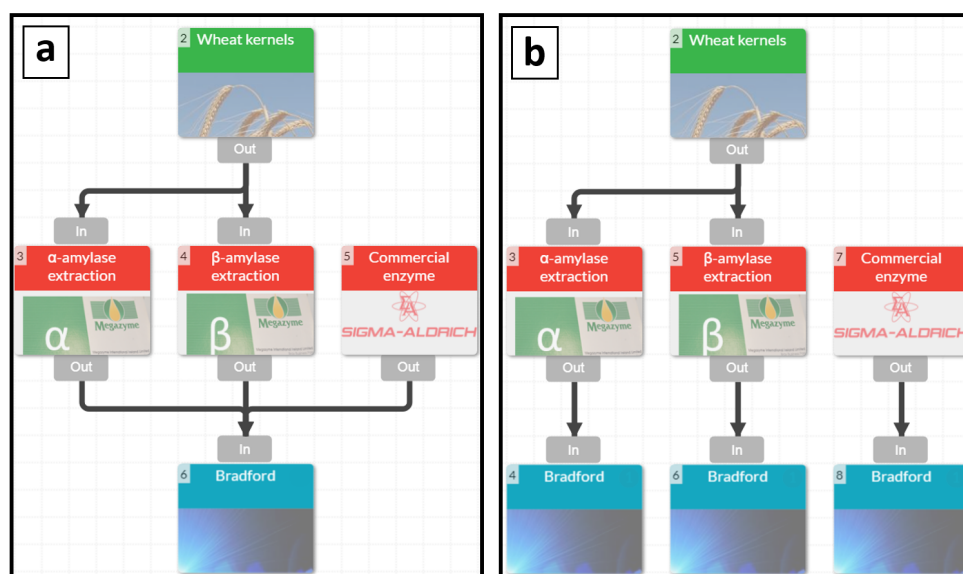 a
2 Wheat kernels
Out
In
In
3 α-amylase
extraction
4 β-amylase
extraction
5 Commercial
enzyme
α Megazyme
β Megazyme
SIGMA-ALDRICH
Out
Out
Out
In
6 Bradford
b
2 Wheat kernels
Out
In
In
3 α-amylase
extraction
5 β-amylase
extraction
7 Commercial
enzyme
α Megazyme
β Megazyme
SIGMA-ALDRICH
Out
Out
Out
In
In
In
4 Bradford
6 Bradford
8 Bradford